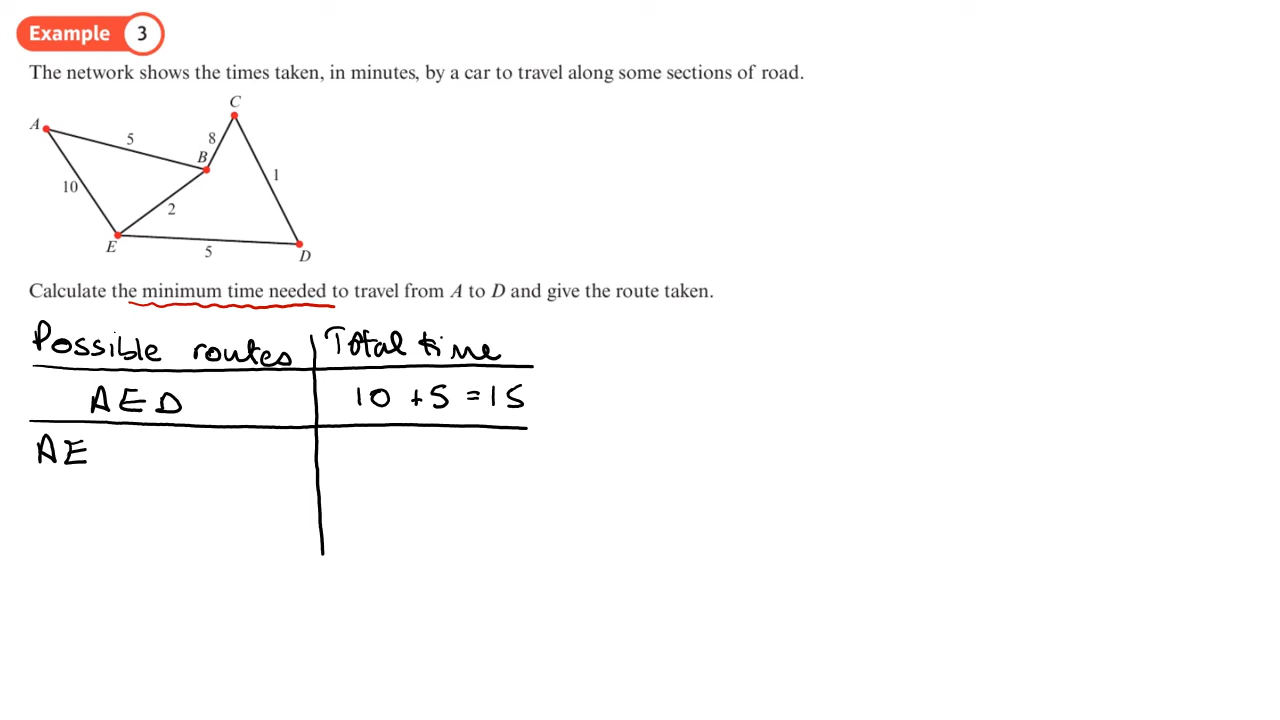 Example 3
The network shows the times taken, in minutes, by a car to travel along some sections of road.
C
A
5
8
B
1
10
2
E
5
D
Calculate the minimum time needed to travel from A to D and give the route taken.
Possible routes Total time
AED 10 + 5 = 15
AE